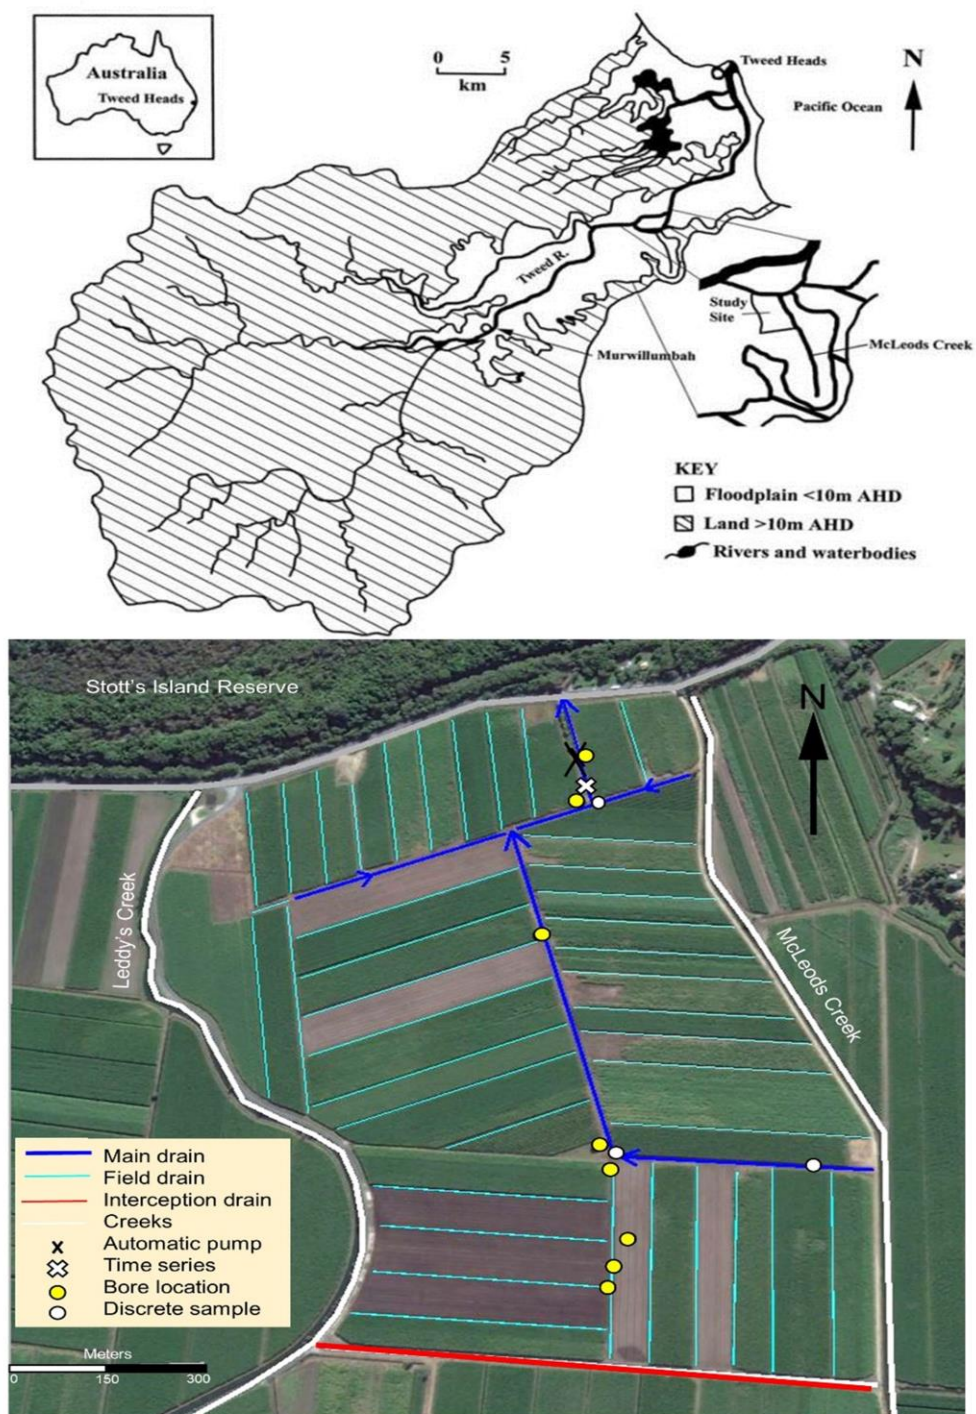 Australia
Tweed Heads
0 5
km
Tweed Heads
N
Pacific Ocean
Tweed R.
Study
Site
McLeods Creek
Murwillumbah
KEY
Floodplain <10m AHD
Land >10m AHD
Rivers and waterbodies
Stott's Island Reserve
N
Leddy's Creek
McLeods Creek
Main drain
Field drain
Interception drain
Creeks
Automatic pump
Time series
Bore location
Discrete sample
Meters
0 150 300